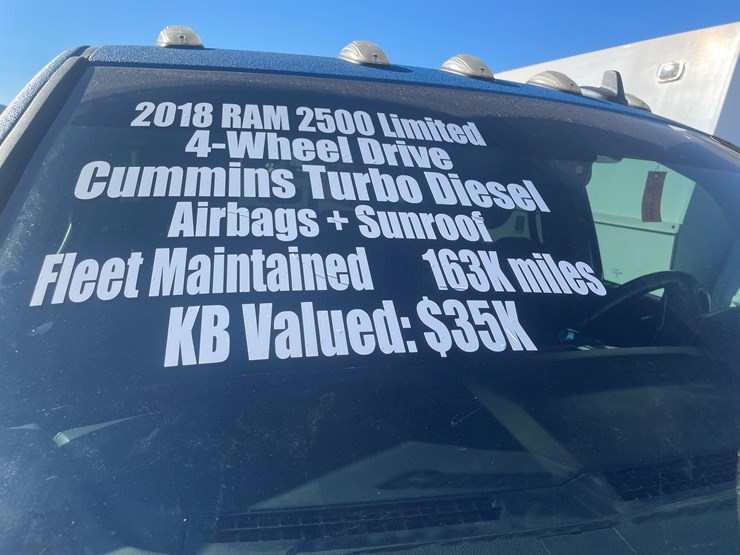 2018 RAM 2500 Limited
4-Wheel Drive
Cummins Turbo Diesel
Airbags + Sunroof
Fleet Maintained 163K miles
KB Valued: $35K